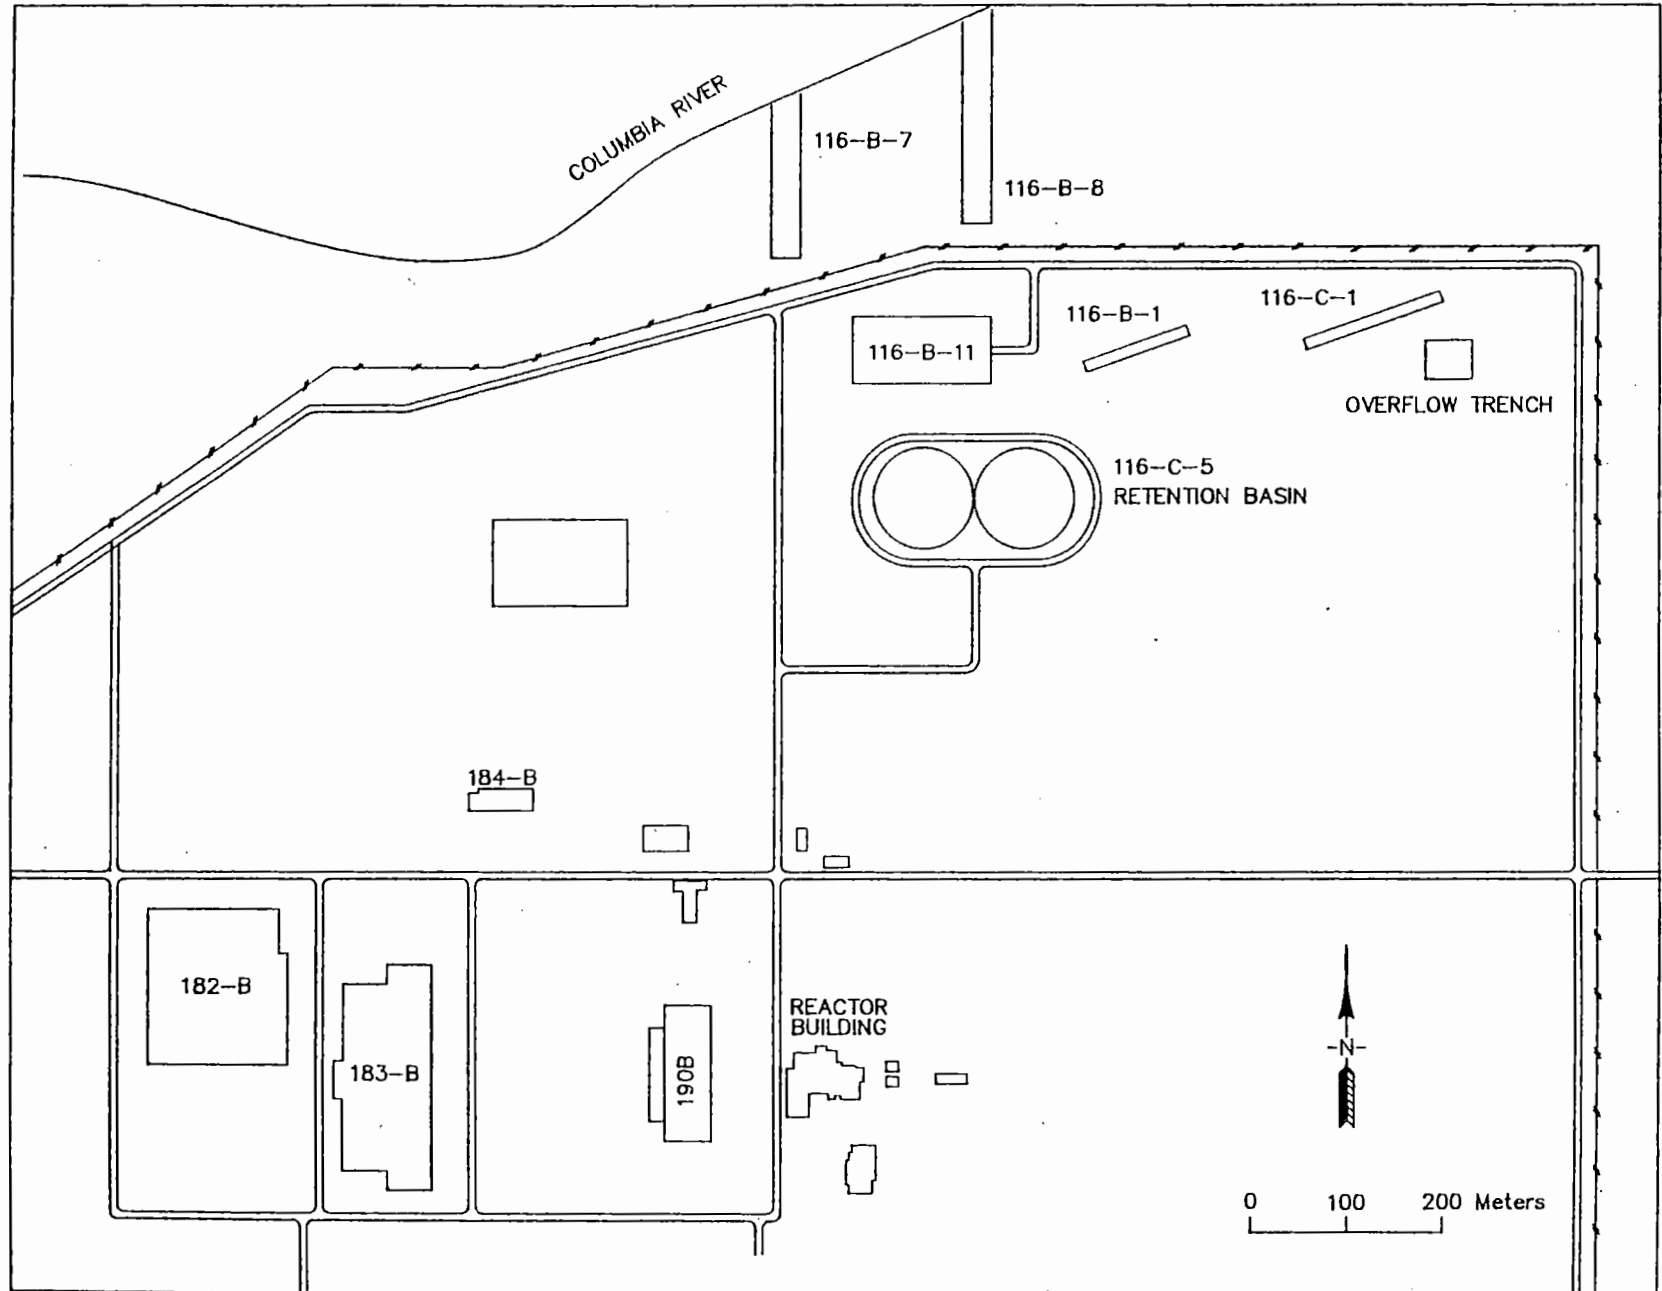 COLUMBIA RIVER
116-B-7
116-B-8
116-C-1
116-B-1
116-B-11
OVERFLOW TRENCH
116-C-5
RETENTION BASIN
184-B
182-B
REACTOR
BUILDING
183-B
190B
-N-
0 100 200 Meters